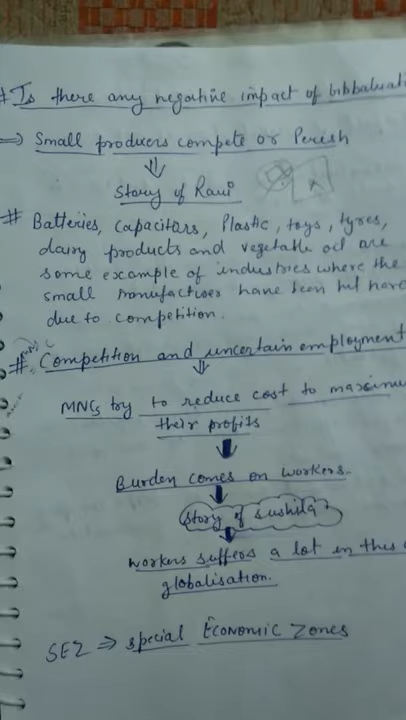 # Is there any negative impact of
⇒ Small producers compete or Perish
⇓
Story of Ravi
# Batteries, Capacitors, Plastic, toys, tyres,
dairy products and vegetable oil are
some example of industries where the
small manufactures have been hit hard
due to competition.
# Competition and uncertain employment
⇓
MNCs try to reduce cost to maximu
their profits
↓
Burden comes on workers.
↓
Story of sushila
↓
workers suffers a lot in this
globalisation.
SEZ ⇒ special Economic Zones